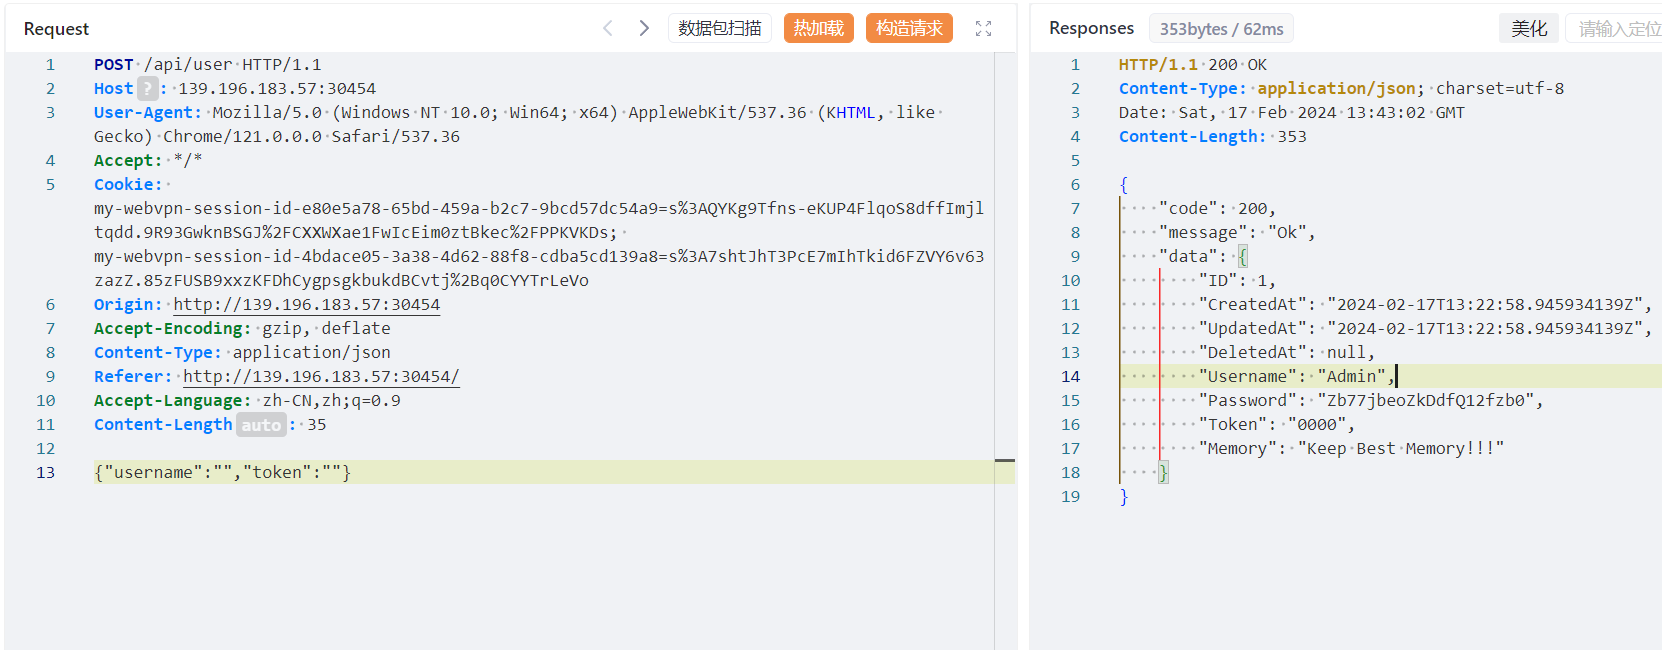 Request
数据包扫描
热加载
构造请求
1 POST /api/user HTTP/1.1
2 Host ? : 139.196.183.57:30454
3 User-Agent: Mozilla/5.0 (Windows NT 10.0; Win64; x64) AppleWebKit/537.36 (KHTML, like
Gecko) Chrome/121.0.0.0 Safari/537.36
4 Accept: */*
5 Cookie:
my-webvpn-session-id-e80e5a78-65bd-459a-b2c7-9bcd57dc54a9=s%3AQYKg9Tfns-eKUP4FlqoS8dffImjl
tqdd.9R93GwknBSGJ%2FCXXWXae1FwIcEim0ztBkec%2FPPKVKDs;
my-webvpn-session-id-4bdace05-3a38-4d62-88f8-cdba5cd139a8=s%3A7shtJhT3PcE7mIhTkid6FZVY6v63
zazZ.85zFUSB9xxzKFDhCygpsgkbukdBCvtj%2Bq0CYYTrLeVo
6 Origin: http://139.196.183.57:30454
7 Accept-Encoding: gzip, deflate
8 Content-Type: application/json
9 Referer: http://139.196.183.57:30454/
10 Accept-Language: zh-CN,zh;q=0.9
11 Content-Length auto : 35
12
13 {"username":"","token":""}
Responses
353bytes / 62ms
美化
请输入定位
1 HTTP/1.1 200 OK
2 Content-Type: application/json; charset=utf-8
3 Date: Sat, 17 Feb 2024 13:43:02 GMT
4 Content-Length: 353
5
6 {
7 "code": 200,
8 "message": "Ok",
9 "data": {
10 "ID": 1,
11 "CreatedAt": "2024-02-17T13:22:58.945934139Z",
12 "UpdatedAt": "2024-02-17T13:22:58.945934139Z",
13 "DeletedAt": null,
14 "Username": "Admin",
15 "Password": "Zb77jbeoZkDdfQ12fzb0",
16 "Token": "0000",
17 "Memory": "Keep Best Memory!!!"
18 }
19 }